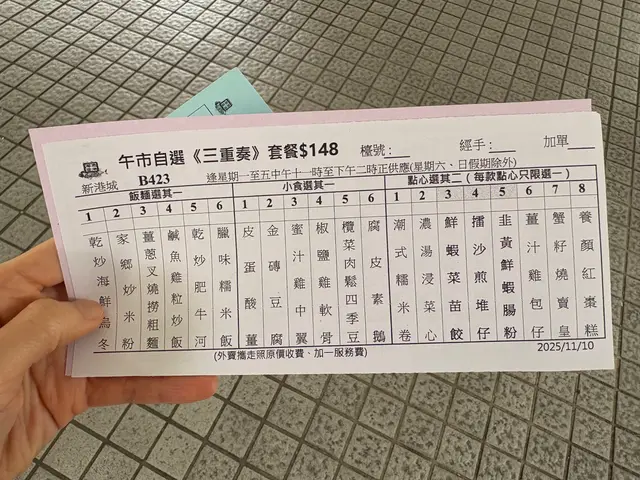 午市自選《三重奏》套餐$148 檯號: 經手: 加單
新港城 B423 逢星期一至五中午十一時至下午二時正供應(星期六、日假期除外)
飯麵選其一 小食選其一 點心選其二 (每款點心只限選一)
1 2 3 4 5 6 1 2 3 4 5 6 1 2 3 4 5 6 7 8
乾炒海鮮烏冬
家鄉炒米粉
薑蔥叉燒撈粗麵
鹹魚雞粒炒飯
乾炒肥牛河
臘味糯米飯
皮蛋酸薑
金磚豆腐
蜜汁雞中翼
椒鹽雞軟骨
欖菜肉鬆四季豆
腐皮素鵝
潮式糯米卷
濃湯浸菜心
鮮蝦菜苗餃
擂沙煎堆仔
韭黃鮮蝦腸粉
薑汁雞包仔
蟹籽燒賣皇
養顏紅棗糕
(外賣攜走照原價收費、加一服務費) 2025/11/10